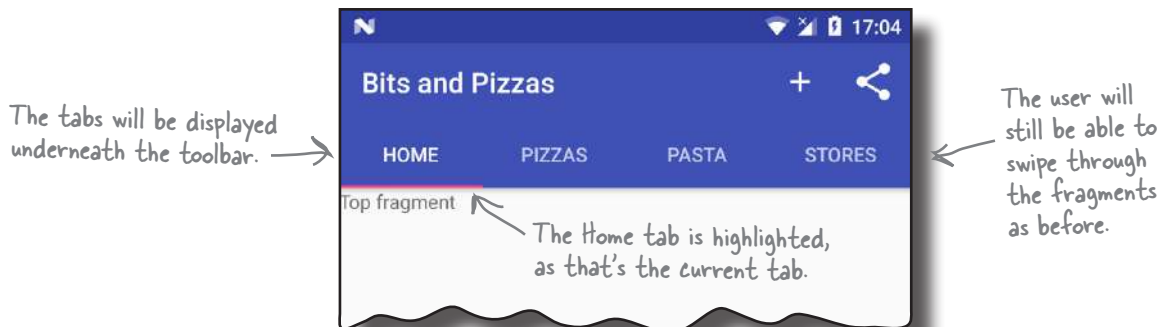 17:04
Bits and Pizzas
+
The tabs will be displayed
underneath the toolbar.
HOME PIZZAS PASTA STORES
The user will
still be able to
swipe through
the fragments
as before.
Top fragment
The Home tab is highlighted,
as that's the current tab.